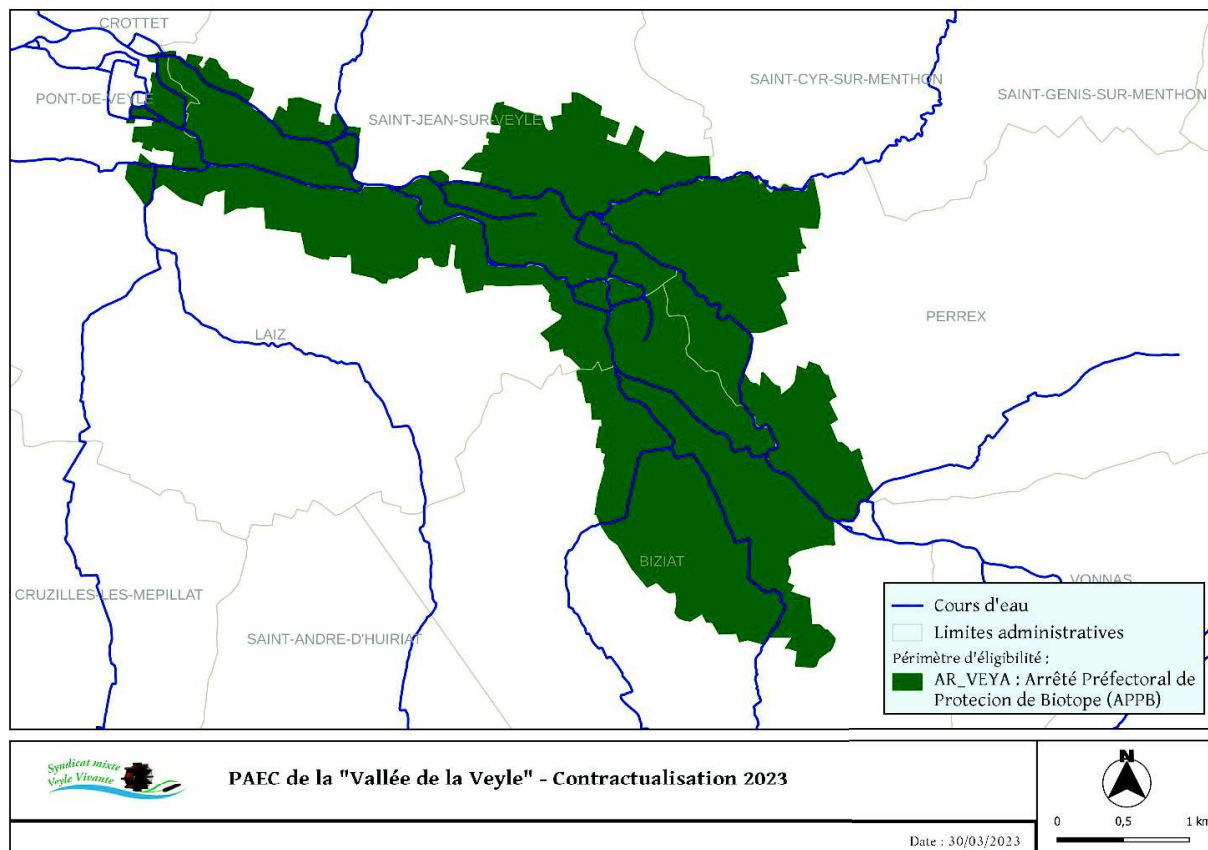 CROTTET
SAINT-CYR-SUR-MENTHON
SAINT-GENIS-SUR-MENTHON
PONT-DE-VEYLE
SAINT-JEAN-SUR-VEYLE
PERREX
LAIZ
BIZIAT
VONNAS
CRUZILLES-LES-MEPILLAT
SAINT-ANDRE-D'HUIRIAT
Cours d'eau
Limites administratives
Périmètre d'éligibilité :
AR_VEYA : Arrêté Préfectoral de
Protecion de Biotope (APPB)
Syndicat mixte
Veyle Vivante
PAEC de la "Vallée de la Veyle" - Contractualisation 2023
N
0 0,5 1 km
Date : 30/03/2023